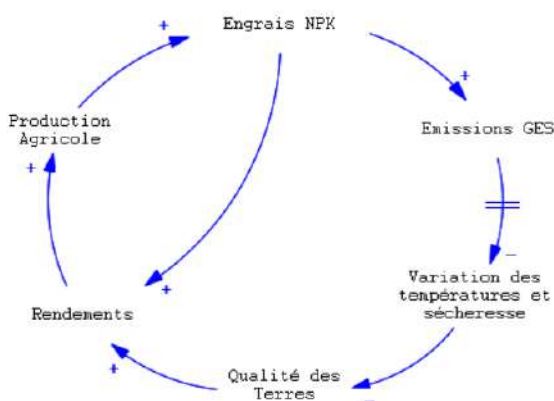 Engrais NPK
+
+
Production
Agricole
+
Emissions GES
-
Variation des
températures et
sécheresse
Rendements
+
+
Qualité des
Terres
-